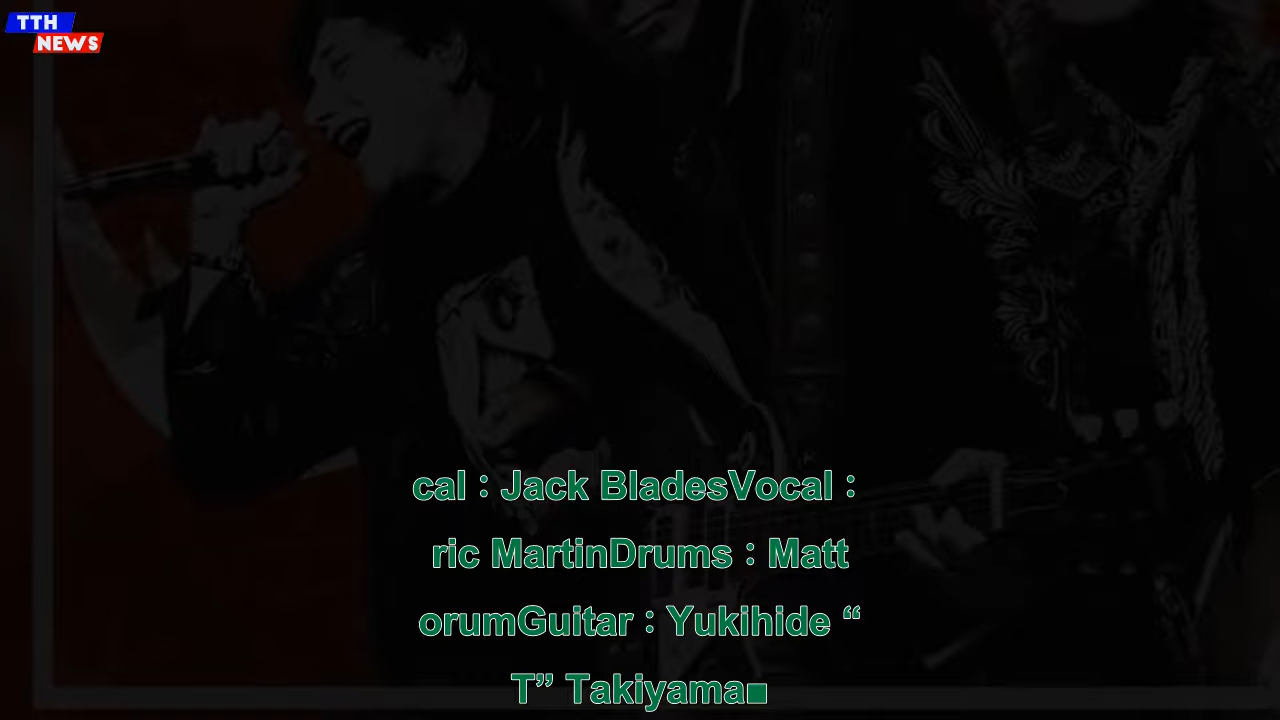 TTH
NEWS
cal : Jack BladesVocal :
ric MartinDrums : Matt
orumGuitar : Yukihide “
T” Takiyama■